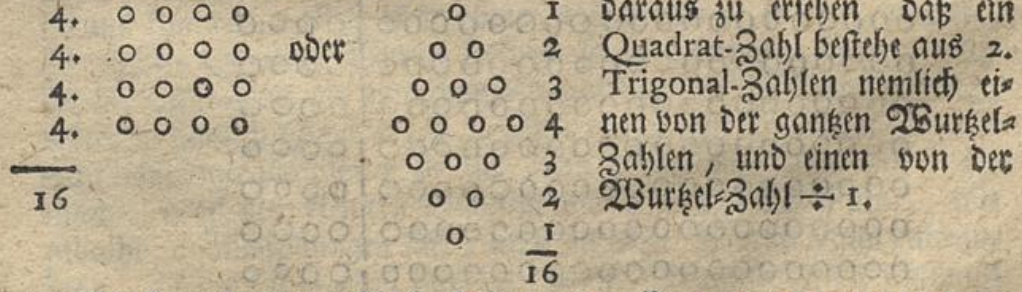 4. o o o o o 1 daraus zu ersehen daß ein
4. o o o o oder o o 2 Quadrat-Zahl bestehe aus 2.
4. o o o o o o o 3 Trigonal-Zahlen nemlich ei-
4. o o o o o o o o 4 nen von der gantzen Wurtzel-
o o o 3 Zahlen, und einen von der
16 o o 2 Wurtzel-Zahl ÷ 1.
o 1
16